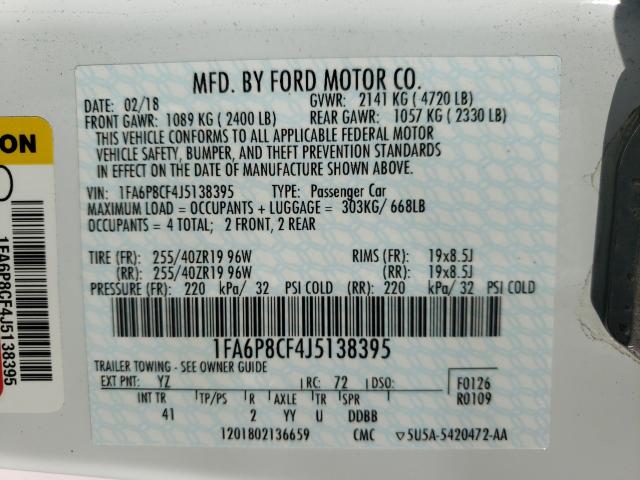 MFD. BY FORD MOTOR CO.
DATE: 02/18 GVWR: 2141 KG ( 4720 LB)
FRONT GAWR: 1089 KG ( 2400 LB) REAR GAWR: 1057 KG ( 2330 LB)
THIS VEHICLE CONFORMS TO ALL APPLICABLE FEDERAL MOTOR
VEHICLE SAFETY, BUMPER, AND THEFT PREVENTION STANDARDS
IN EFFECT ON THE DATE OF MANUFACTURE SHOWN ABOVE.
VIN: 1FA6P8CF4J5138395 TYPE: Passenger Car
MAXIMUM LOAD = OCCUPANTS + LUGGAGE = 303KG/ 668LB
OCCUPANTS = 4 TOTAL; 2 FRONT, 2 REAR
TIRE (FR): 255/40ZR19 96W RIMS (FR): 19x8.5J
(RR): 255/40ZR19 96W (RR): 19x8.5J
PRESSURE (FR): 220 kPa/ 32 PSI COLD (RR): 220 kPa/ 32 PSI COLD
1FA6P8CF4J5138395
TRAILER TOWING - SEE OWNER GUIDE
EXT PNT: YZ RC: 72 DSO: F0126
R0109
INT TR TP/PS R AXLE TR SPR
41 2 YY U DDBB
1201802136659 CMC ▽5U5A-5420472-AA
ION
1FA6P8CF4J5138395